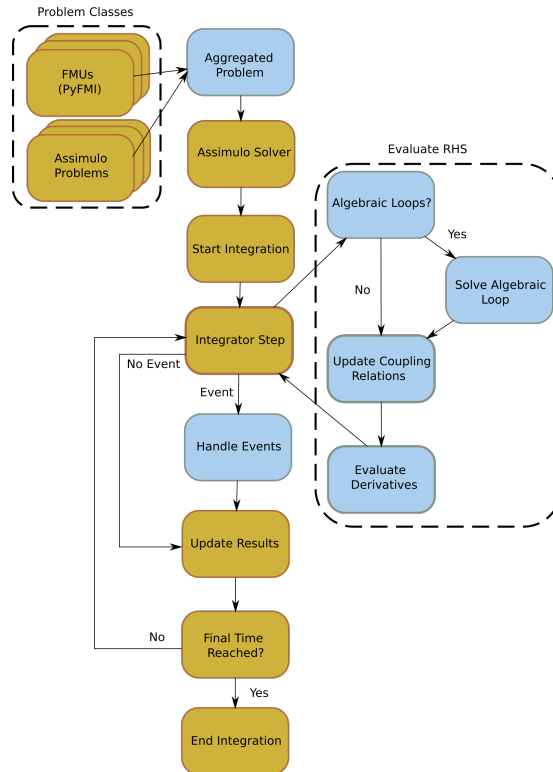 Problem Classes
FMUs
(PyFMI)
Assimulo
Problems
Aggregated
Problem
Assimulo Solver
Start Integration
Integrator Step
No Event
Event
Handle Events
Update Results
Final Time
Reached?
No
Yes
End Integration
Evaluate RHS
Algebraic Loops?
Yes
No
Solve Algebraic
Loop
Update Coupling
Relations
Evaluate
Derivatives